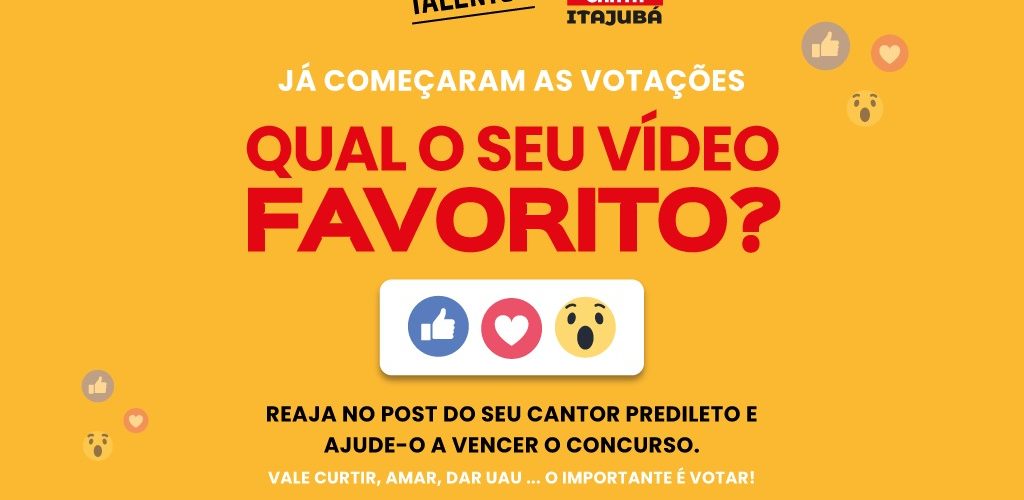 ITAJUBÁ
JÁ COMEÇARAM AS VOTAÇÕES
QUAL O SEU VÍDEO
FAVORITO?
REAJA NO POST DO SEU CANTOR PREDILETO E
AJUDE-O A VENCER O CONCURSO.
VALE CURTIR, AMAR, DAR UAU ... O IMPORTANTE É VOTAR!